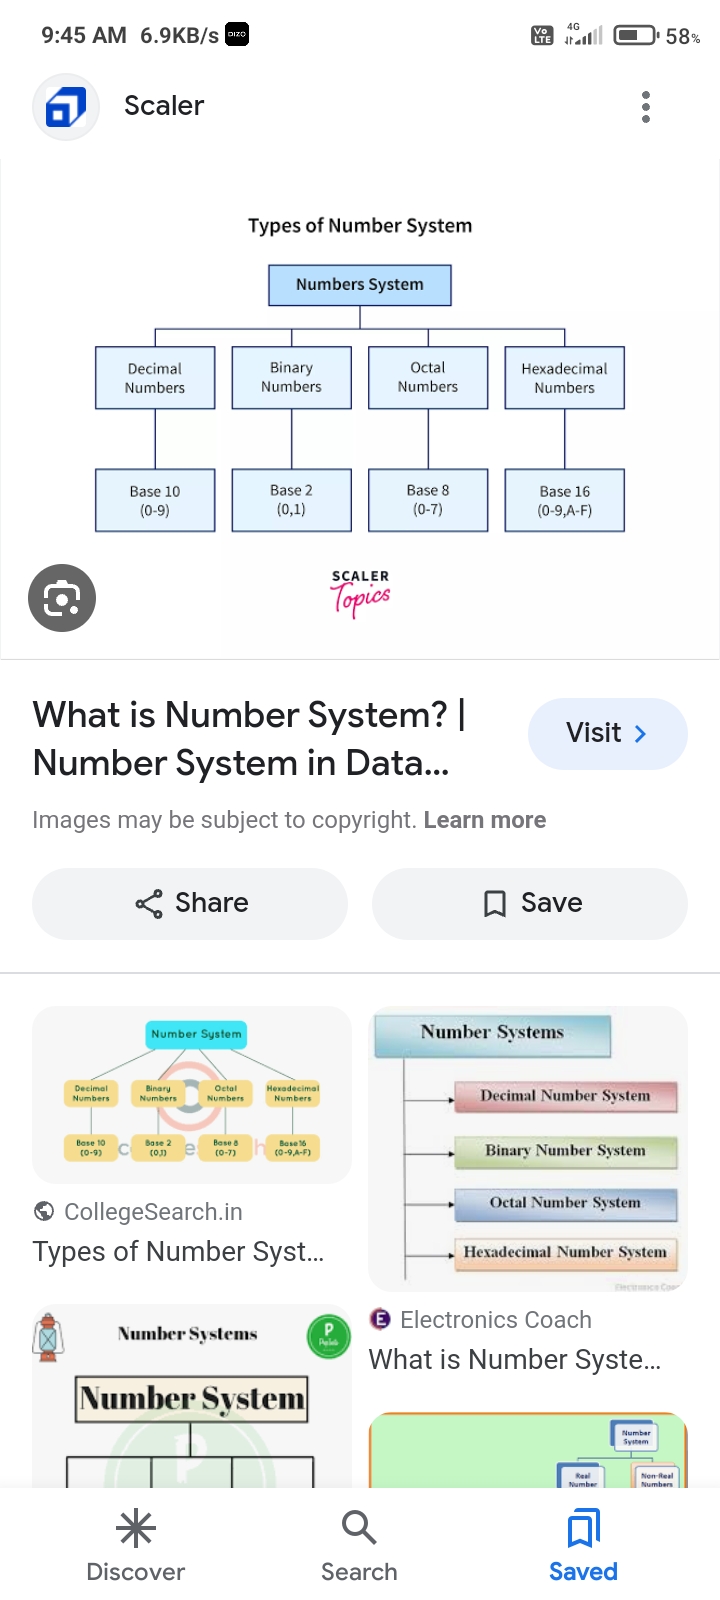 9:45 AM 6.9KB/s DIZO Vo LTE 4G 58%
Scaler
Types of Number System
Numbers System
Decimal Numbers
Binary Numbers
Octal Numbers
Hexadecimal Numbers
Base 10 (0-9)
Base 2 (0,1)
Base 8 (0-7)
Base 16 (0-9,A-F)
SCALER
Topics
What is Number System? |
Number System in Data...
Visit
Images may be subject to copyright. Learn more
Share
Save
Number System
Decimal Numbers
Binary Numbers
Octal Numbers
Hexadecimal Numbers
Base 10 (0-9)
Base 2 (0,1)
Base 8 (0-7)
Base 16 (0-9,A-F)
CollegeSearch.in
Types of Number Syst...
Number Systems
Decimal Number System
Binary Number System
Octal Number System
Hexadecimal Number System
Electronics Coach
What is Number Syste...
Number Systems
P
Number System
Number System
Real Number
Non-Real Numbers
Discover
Search
Saved